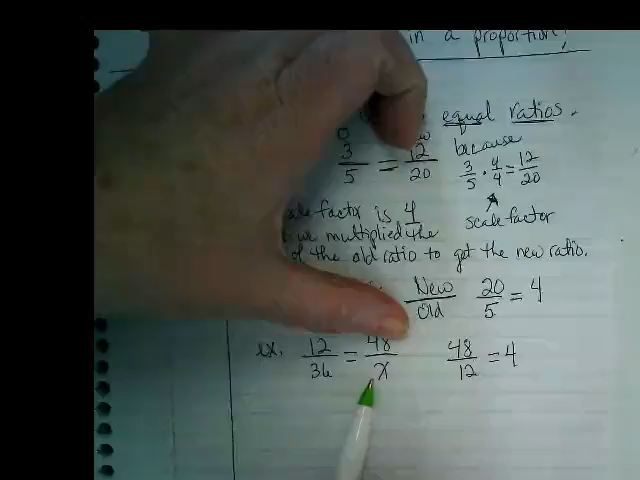 in a proportion?
equal ratios.
because
3/5 = 12/20
3/5 · 4/4 = 12/20
factor is 4
scale factor
we multiplied the
of the old ratio to get the new ratio.
New/Old 20/5 = 4
ex. 12/36 = 48/x 48/12 = 4